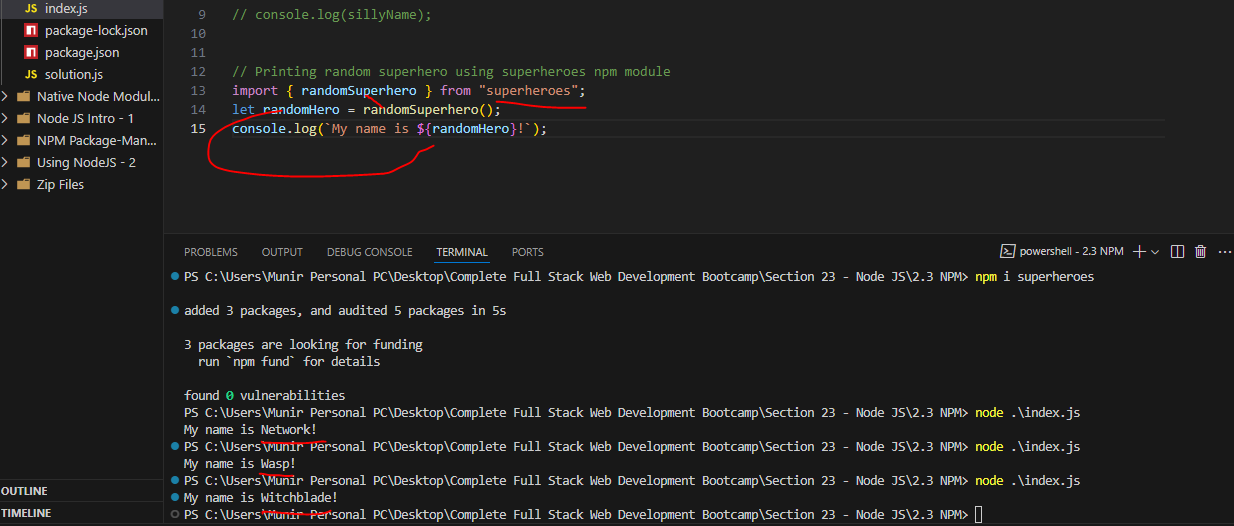 JS index.js
package-lock.json
package.json
JS solution.js
Native Node Modul...
Node JS Intro - 1
NPM Package-Man...
Using NodeJS - 2
Zip Files
OUTLINE
TIMELINE
9 // console.log(sillyName);
10
11
12 // Printing random superhero using superheroes npm module
13 import { randomSuperhero } from "superheroes";
14 let randomHero = randomSuperhero();
15 console.log(`My name is ${randomHero}!`);
PROBLEMS OUTPUT DEBUG CONSOLE TERMINAL PORTS
powershell - 2.3 NPM
PS C:\Users\Munir Personal PC\Desktop\Complete Full Stack Web Development Bootcamp\Section 23 - Node JS\2.3 NPM> npm i superheroes
added 3 packages, and audited 5 packages in 5s
3 packages are looking for funding
run `npm fund` for details
found 0 vulnerabilities
PS C:\Users\Munir Personal PC\Desktop\Complete Full Stack Web Development Bootcamp\Section 23 - Node JS\2.3 NPM> node .\index.js
My name is Network!
PS C:\Users\Munir Personal PC\Desktop\Complete Full Stack Web Development Bootcamp\Section 23 - Node JS\2.3 NPM> node .\index.js
My name is Wasp!
PS C:\Users\Munir Personal PC\Desktop\Complete Full Stack Web Development Bootcamp\Section 23 - Node JS\2.3 NPM> node .\index.js
My name is Witchblade!
PS C:\Users\Munir Personal PC\Desktop\Complete Full Stack Web Development Bootcamp\Section 23 - Node JS\2.3 NPM>